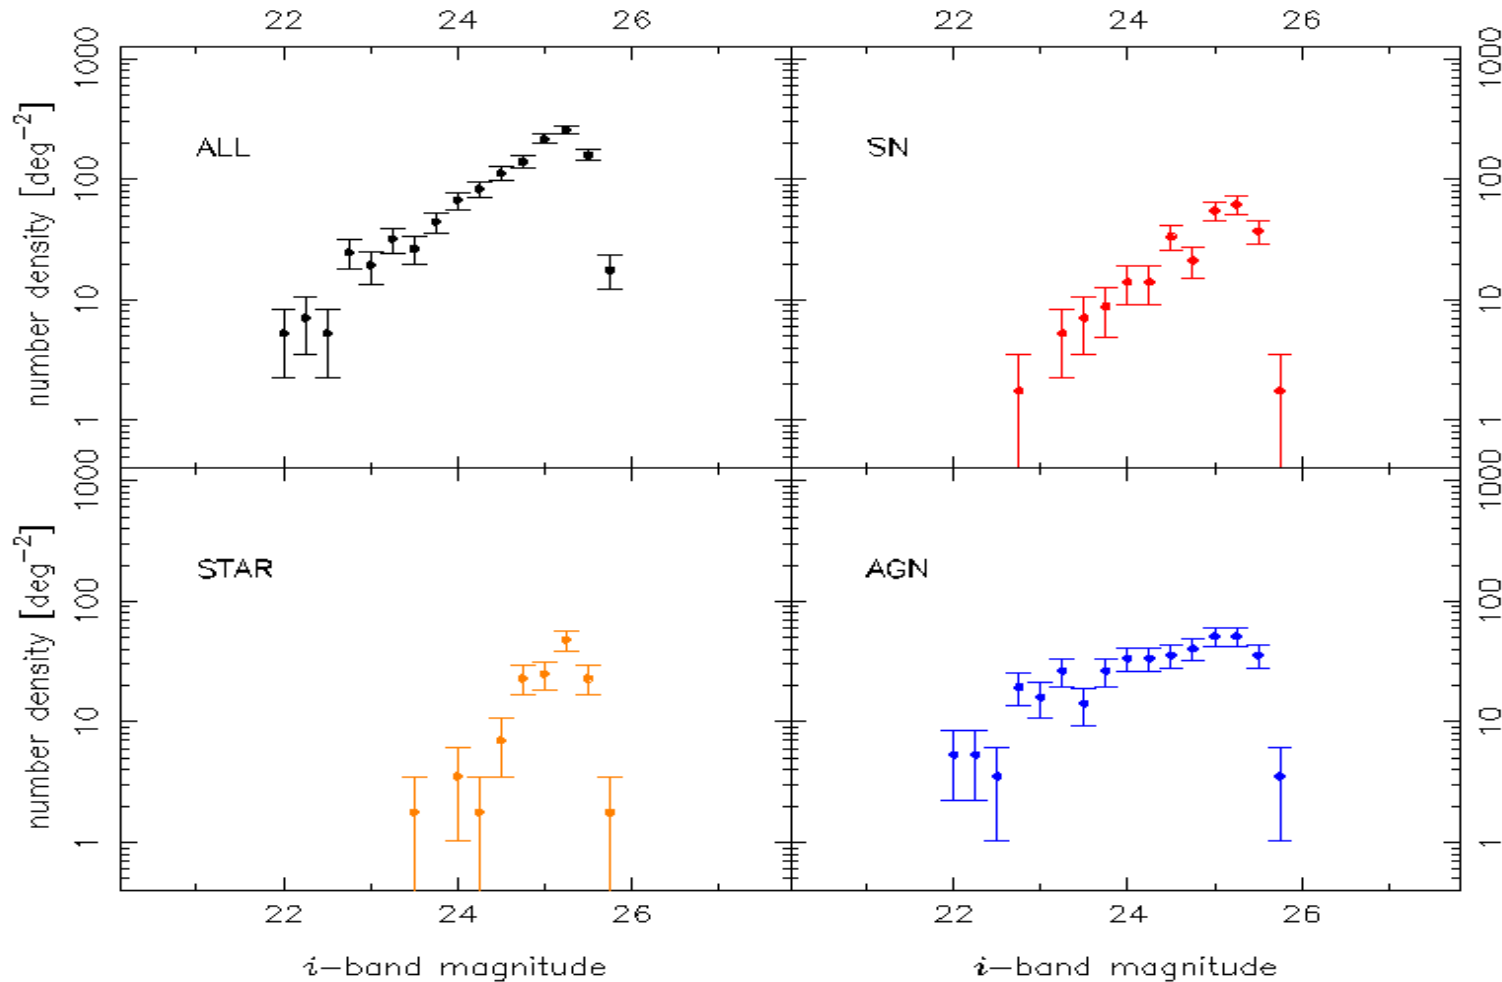 22 24 26 22 24 26
number density [deg⁻²] 1000 100 10 1
ALL
SN
1000 100 10 1
number density [deg⁻²] 1000 100 10 1
STAR
AGN
1000 100 10 1
22 24 26 22 24 26
i-band magnitude i-band magnitude